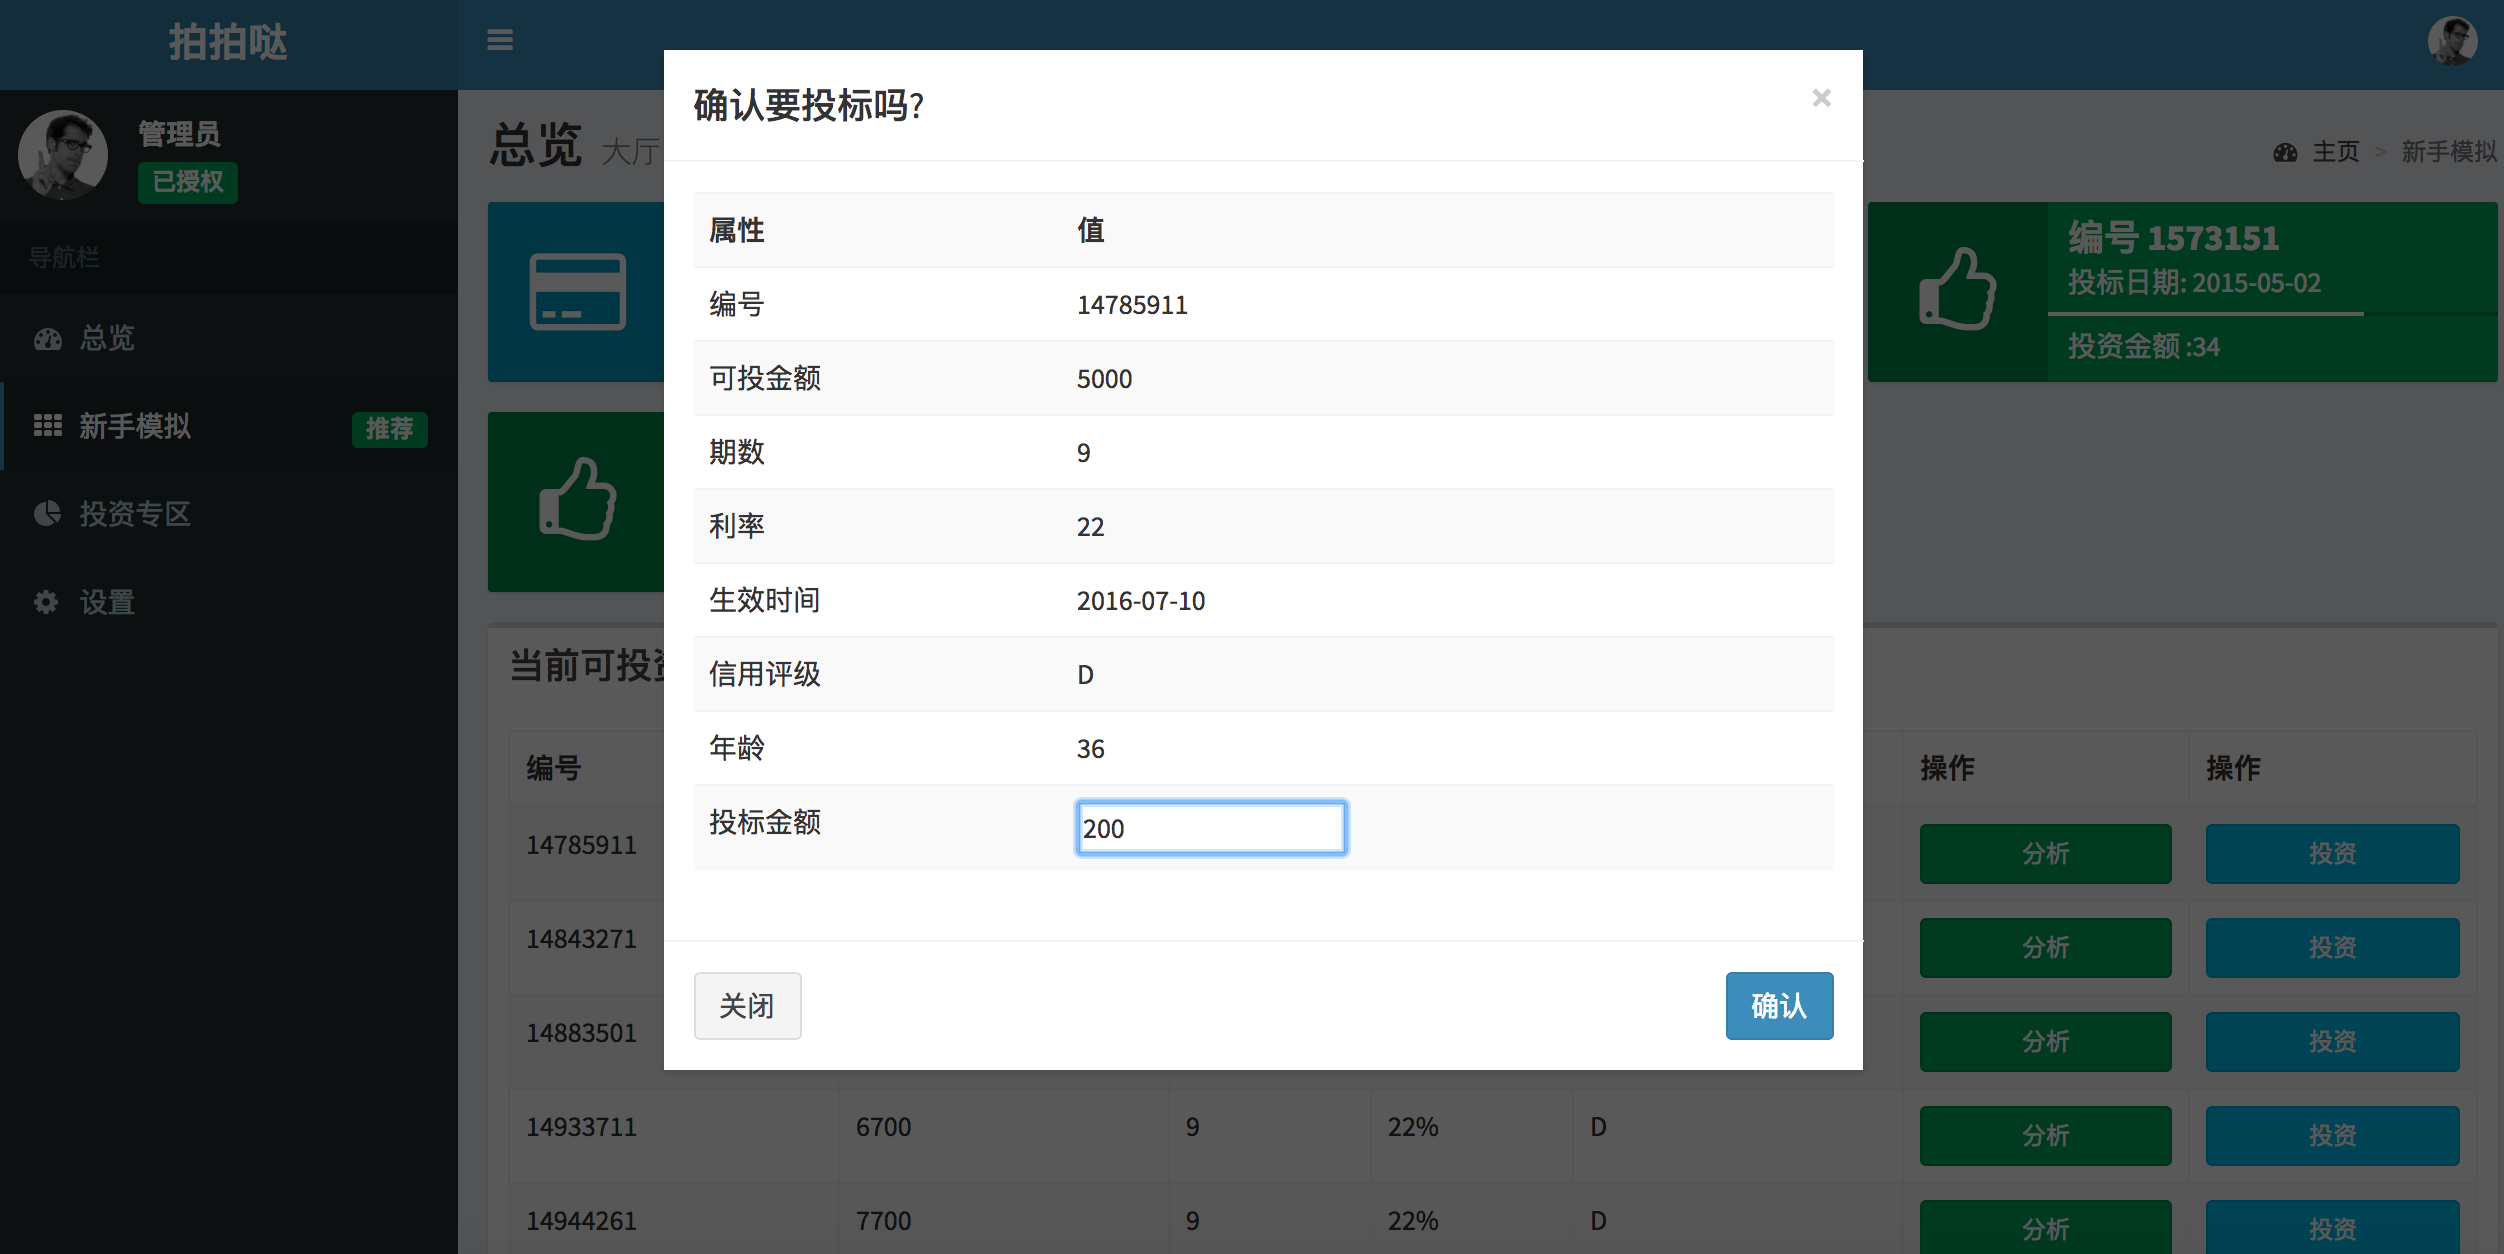 拍拍哒
管理员
已授权
导航栏
总览
新手模拟 推荐
投资专区
设置
总览 大厅
主页 > 新手模拟
编号 1573151
投标日期: 2015-05-02
投资金额 :34
确认要投标吗?
×
属性 值
编号 14785911
可投金额 5000
期数 9
利率 22
生效时间 2016-07-10
信用评级 D
年龄 36
投标金额 200
关闭 确认
当前可投资
编号 操作 操作
14785911 分析 投资
14843271 分析 投资
14883501 分析 投资
14933711 6700 9 22% D 分析 投资
14944261 7700 9 22% D 分析 投资